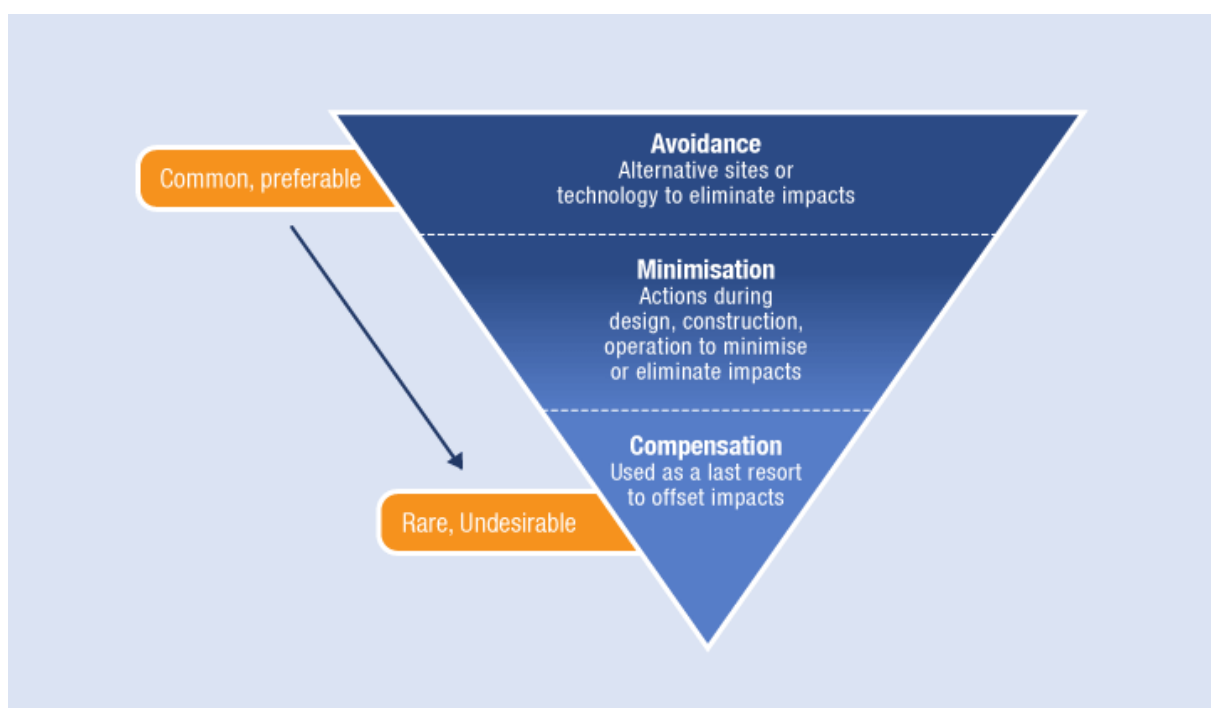 Avoidance
Alternative sites or
technology to eliminate impacts
Common, preferable
Minimisation
Actions during
design, construction,
operation to minimise
or eliminate impacts
Compensation
Used as a last resort
to offset impacts
Rare, Undesirable